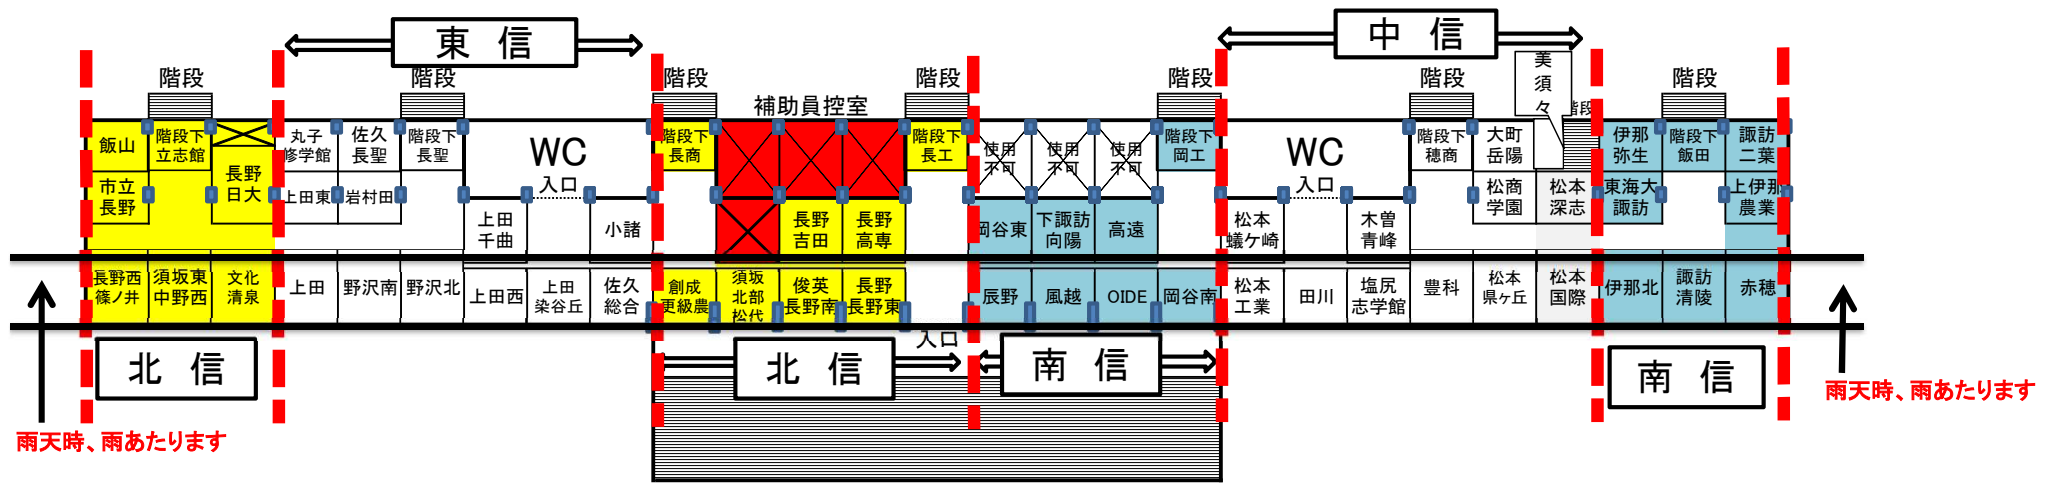 東 信
中 信
階段
階段
階段
補助員控室
階段
階段
階段
美
須
々
階段
階段
飯山
階段下
立志館
丸子
修学館
佐久
長聖
階段下
長聖
WC
入口
階段下
長商
階段下
長工
使用
不可
使用
不可
使用
不可
階段下
岡工
WC
入口
階段下
穂商
大町
岳陽
伊那
弥生
階段下
飯田
諏訪
二葉
市立
長野
長野
日大
上田東
岩村田
上田
千曲
小諸
長野
吉田
長野
高専
岡谷東
下諏訪
向陽
高遠
松本
蟻ケ崎
木曽
青峰
松商
学園
松本
深志
東海大
諏訪
上伊那
農業
長野西
篠ノ井
須坂東
中野西
文化
清泉
上田
野沢南
野沢北
上田西
上田
染谷丘
佐久
総合
創成
更級農
須坂
北部
松代
俊英
長野南
長野
長野東
辰野
風越
OIDE
岡谷南
松本
工業
田川
塩尻
志学館
豊科
松本
県ケ丘
松本
国際
伊那北
諏訪
清陵
赤穂
入口
北 信
北 信
南 信
南 信
雨天時、雨あたります
雨天時、雨あたります